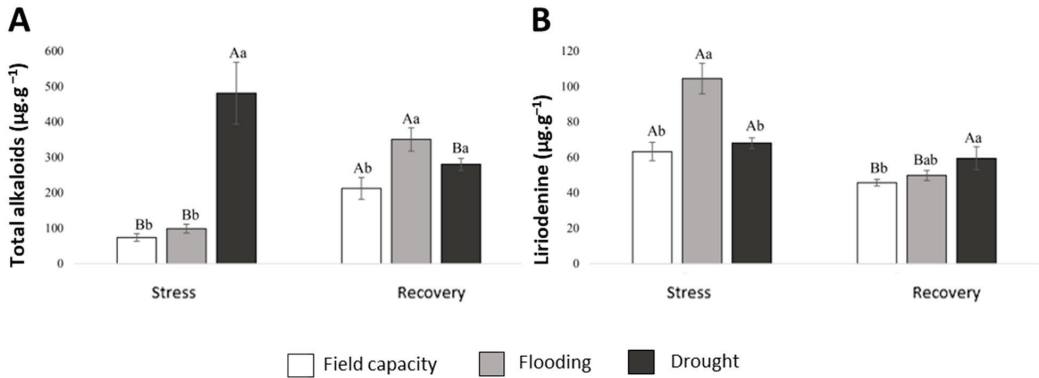 A
Total alkaloids (µg.g⁻¹)
600
500
400
300
200
100
0
Bb
Bb
Aa
Ab
Aa
Ba
Stress
Recovery
B
Liriodenine (µg.g⁻¹)
120
100
80
60
40
20
0
Ab
Aa
Ab
Bb
Bab
Aa
Stress
Recovery
Field capacity
Flooding
Drought